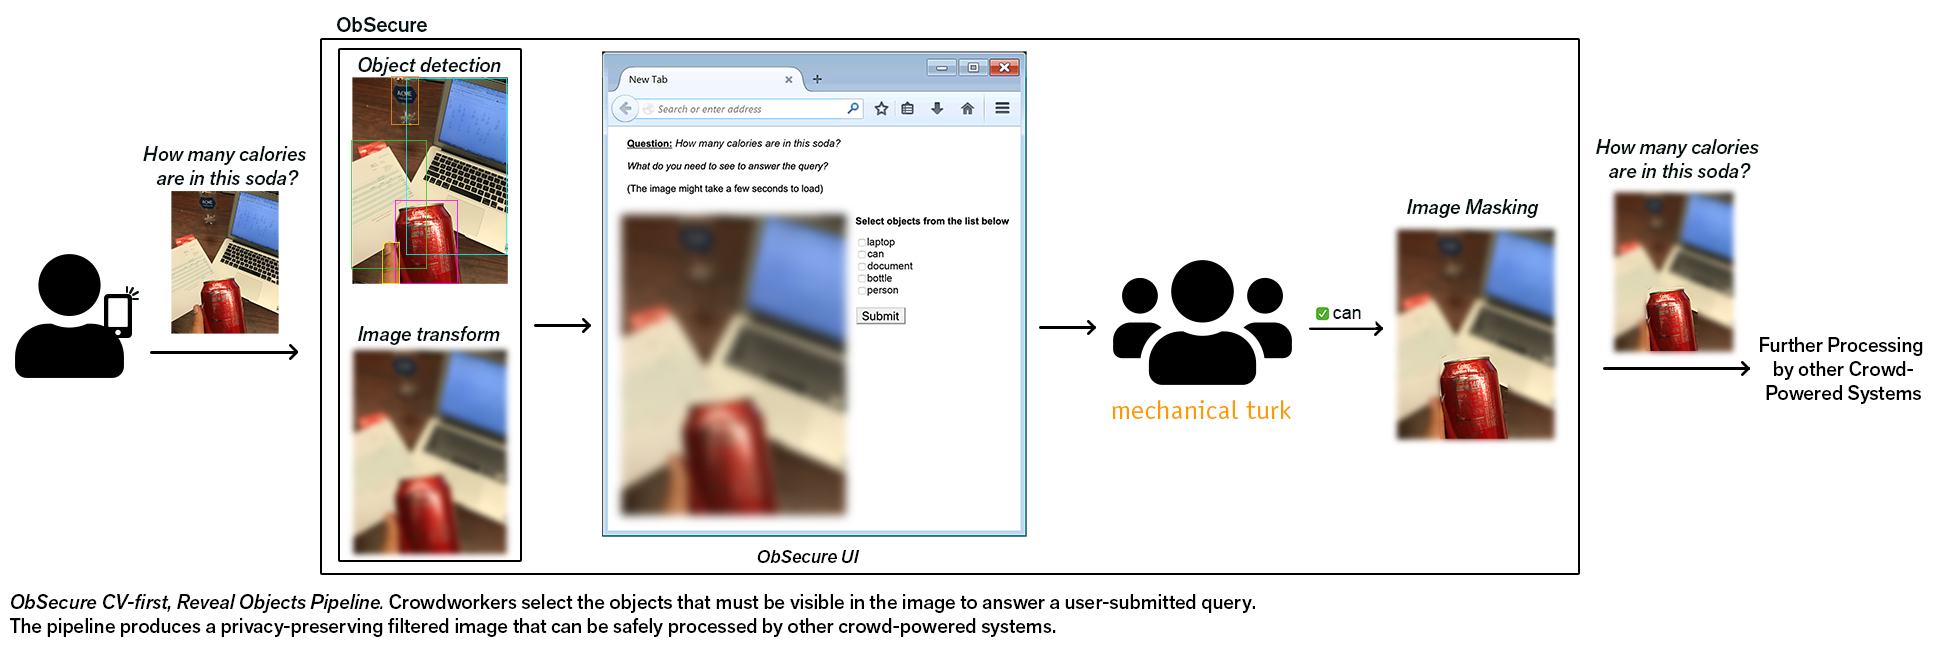 ObSecure
Object detection
ACME
How many calories
are in this soda?
Image transform
New Tab
Search or enter address
Question: How many calories are in this soda?
What do you need to see to answer the query?
(The image might take a few seconds to load)
Select objects from the list below
laptop
can
document
bottle
person
Submit
ObSecure UI
mechanical turk
can
Image Masking
How many calories
are in this soda?
Further Processing
by other Crowd-
Powered Systems
ObSecure CV-first, Reveal Objects Pipeline. Crowdworkers select the objects that must be visible in the image to answer a user-submitted query.
The pipeline produces a privacy-preserving filtered image that can be safely processed by other crowd-powered systems.